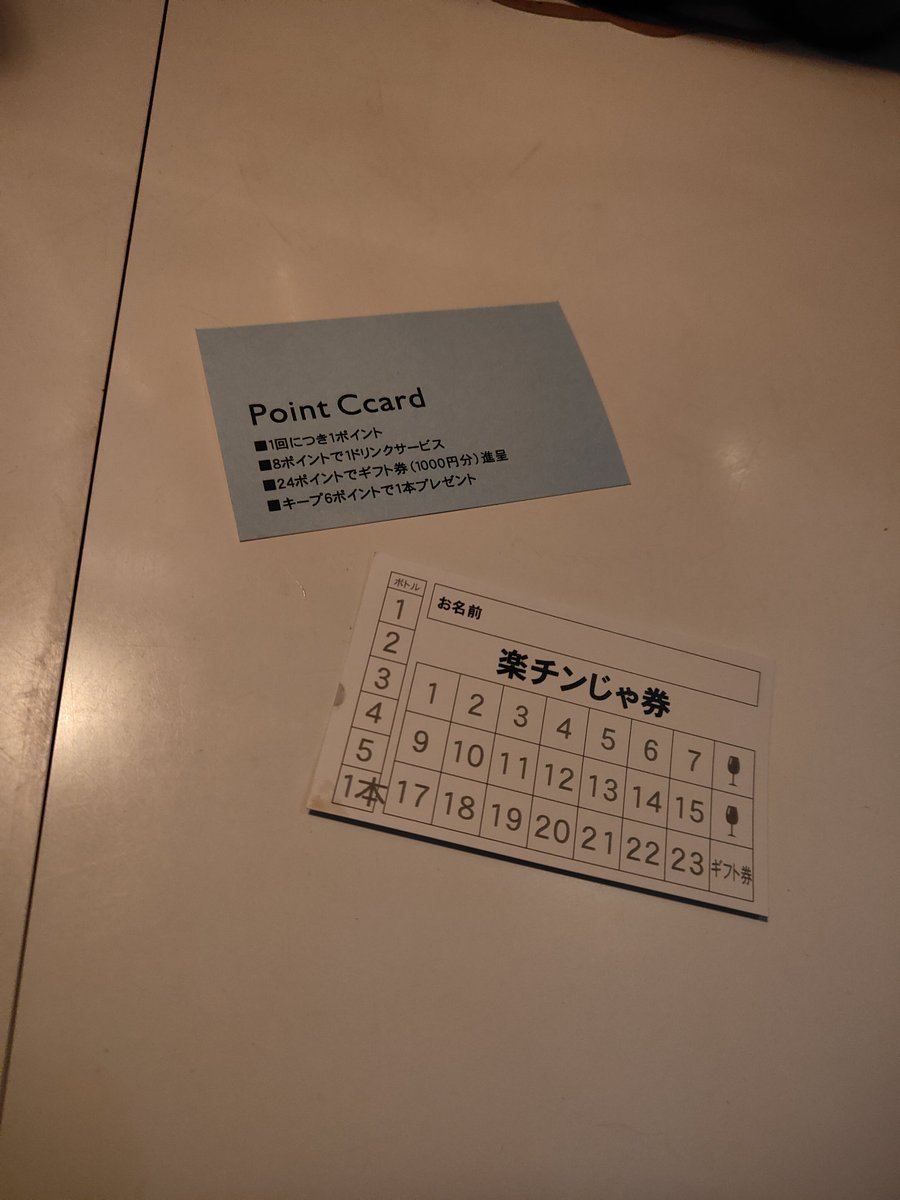 Point Ccard
■1回につき1ポイント
■8ポイントで1ドリンクサービス
■24ポイントでギフト券(1000円分)進呈
■キープ6ポイントで1本プレゼント
ボトル
1
2
3
4
5
1本
お名前
楽チンじゃ券
1 2 3 4 5 6 7
9 10 11 12 13 14 15
17 18 19 20 21 22 23 ギフト券